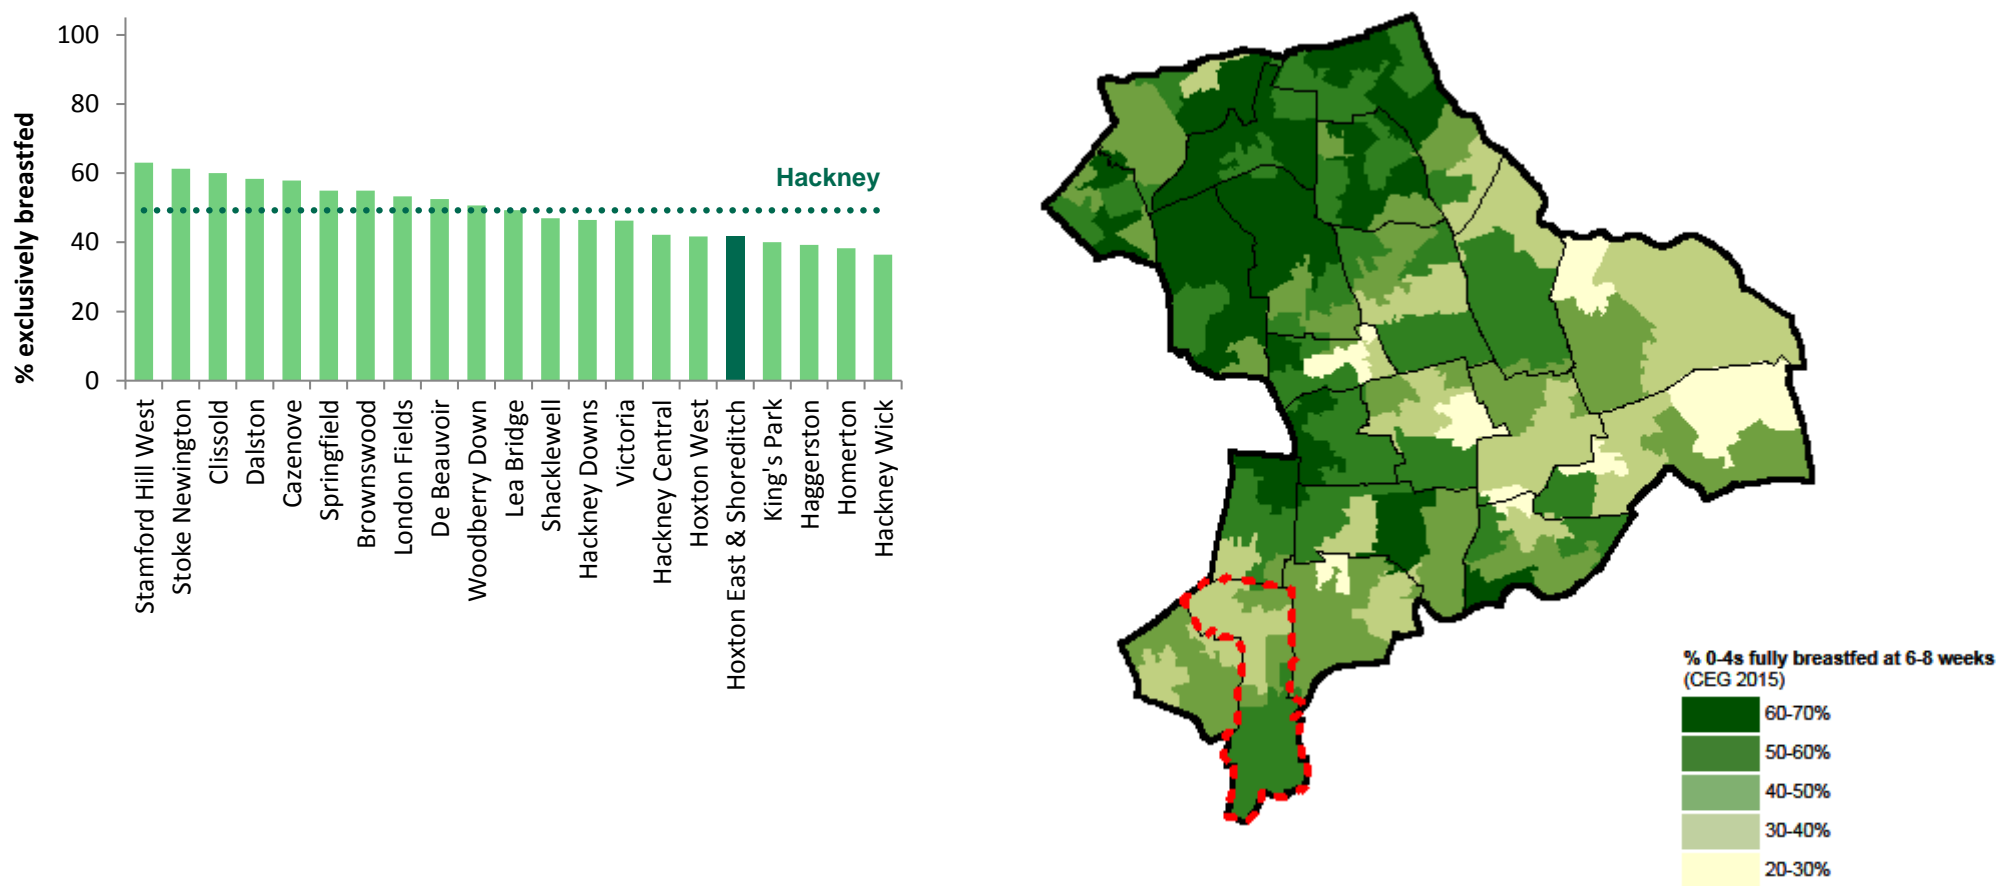 % exclusively breastfed
100
80
60
40
20
0
Hackney
Stamford Hill West
Stoke Newington
Clissold
Dalston
Cazenove
Springfield
Brownswood
London Fields
De Beauvoir
Woodberry Down
Lea Bridge
Shacklewell
Hackney Downs
Victoria
Hackney Central
Hoxton West
Hoxton East & Shoreditch
King's Park
Haggerston
Homerton
Hackney Wick
% 0-4s fully breastfed at 6-8 weeks
(CEG 2015)
60-70%
50-60%
40-50%
30-40%
20-30%